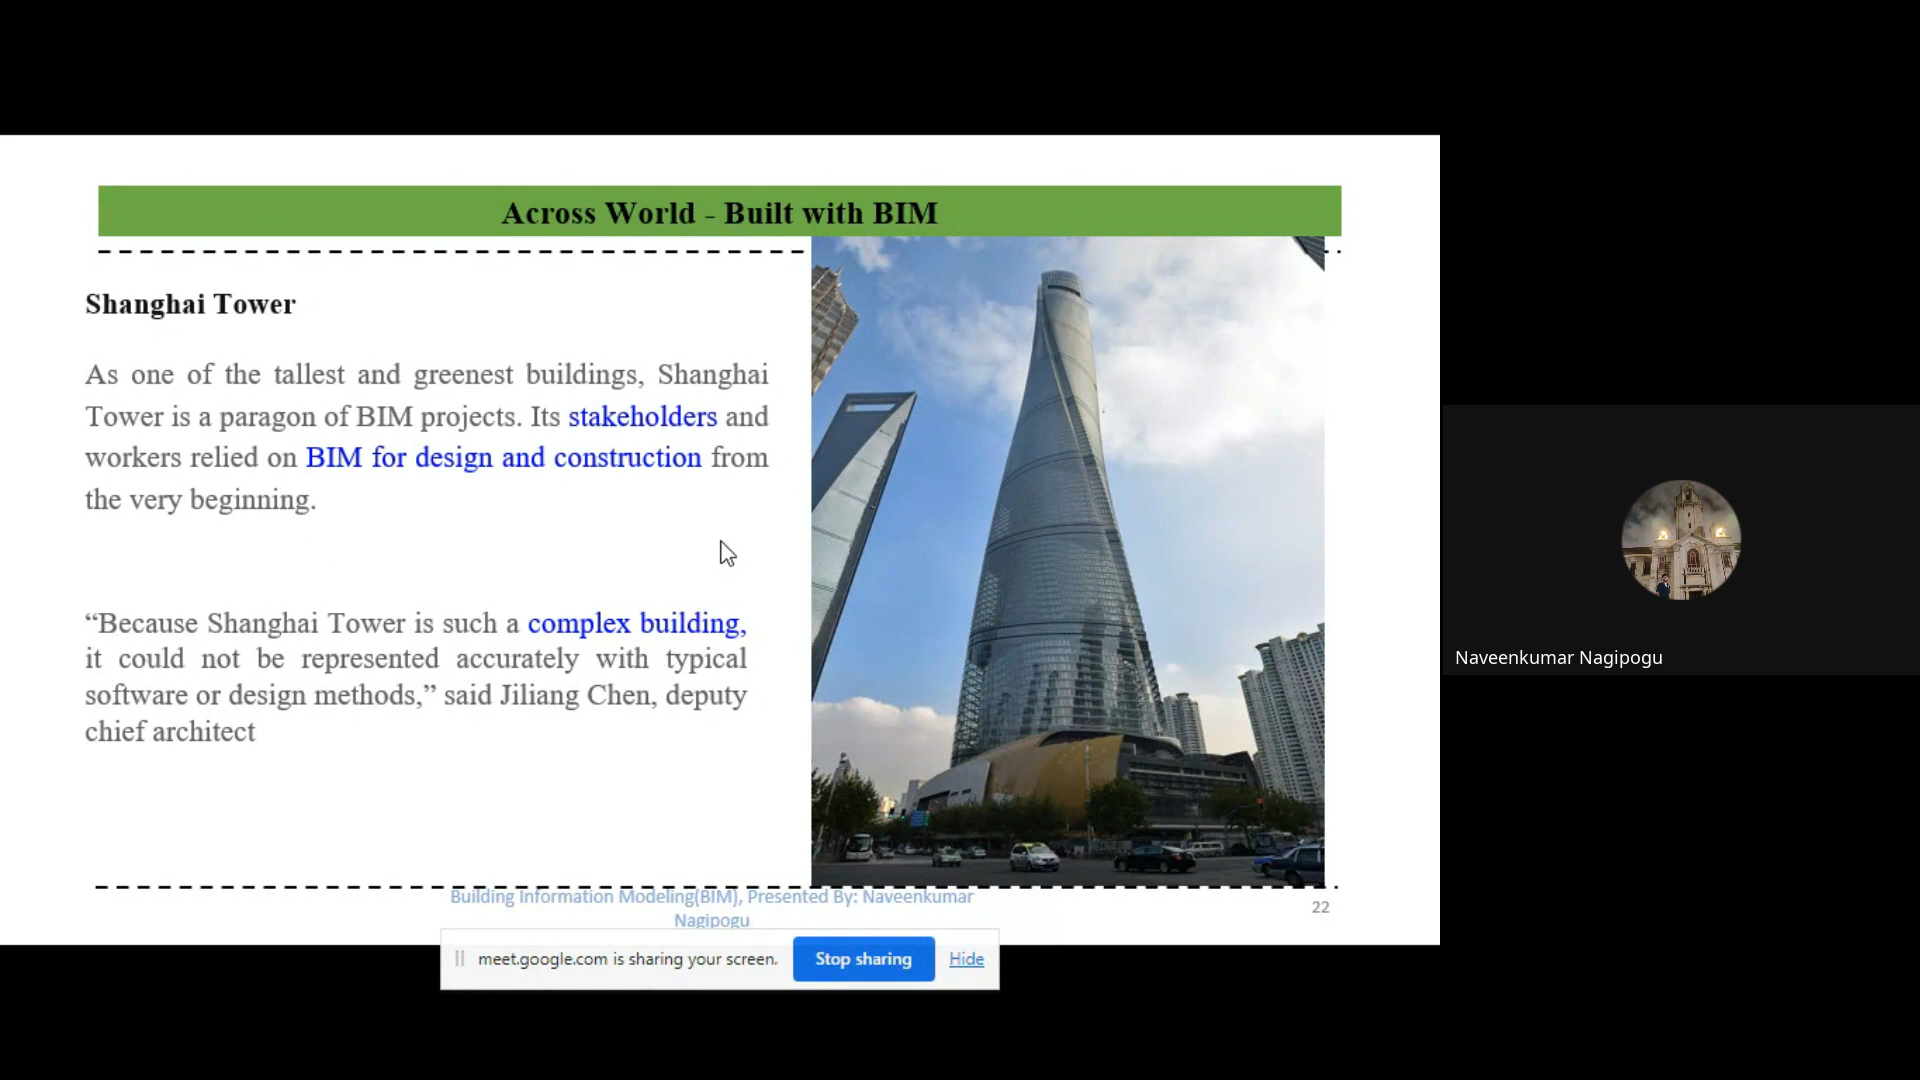 Across World - Built with BIM
Shanghai Tower
As one of the tallest and greenest buildings, Shanghai
Tower is a paragon of BIM projects. Its stakeholders and
workers relied on BIM for design and construction from
the very beginning.
“Because Shanghai Tower is such a complex building,
it could not be represented accurately with typical
software or design methods,” said Jiliang Chen, deputy
chief architect
Building Information Modeling(BIM), Presented By: Naveenkumar
Nagipogu
22
meet.google.com is sharing your screen.
Stop sharing
Hide
Naveenkumar Nagipogu